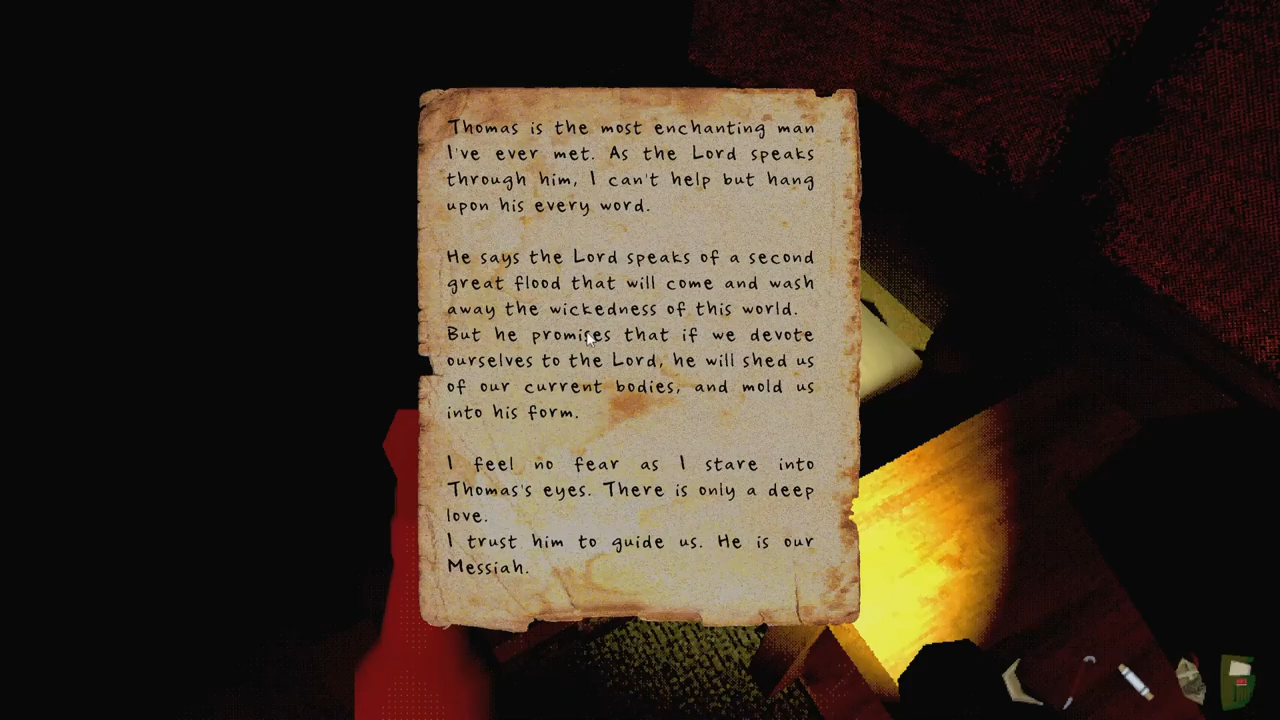 Thomas is the most enchanting man
I've ever met. As the Lord speaks
through him, I can't help but hang
upon his every word.
He says the Lord speaks of a second
great flood that will come and wash
away the wickedness of this world.
But he promises that if we devote
ourselves to the Lord, he will shed us
of our current bodies, and mold us
into his form.
I feel no fear as I stare into
Thomas's eyes. There is only a deep
love.
I trust him to guide us. He is our
Messiah.